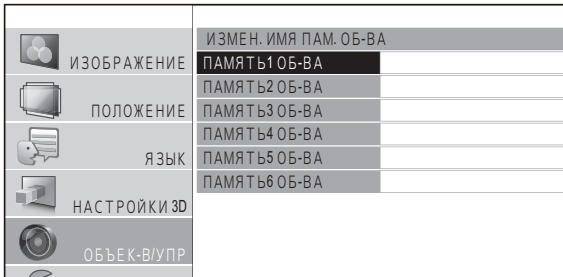 ИЗОБРАЖЕНИЕ
ПОЛОЖЕНИЕ
ЯЗЫК
НАСТРОЙКИ 3D
ОБЪЕК-В/УПР
ИЗМЕН. ИМЯ ПАМ. ОБ-ВА
ПАМЯТЬ1 ОБ-ВА
ПАМЯТЬ2 ОБ-ВА
ПАМЯТЬ3 ОБ-ВА
ПАМЯТЬ4 ОБ-ВА
ПАМЯТЬ5 ОБ-ВА
ПАМЯТЬ6 ОБ-ВА